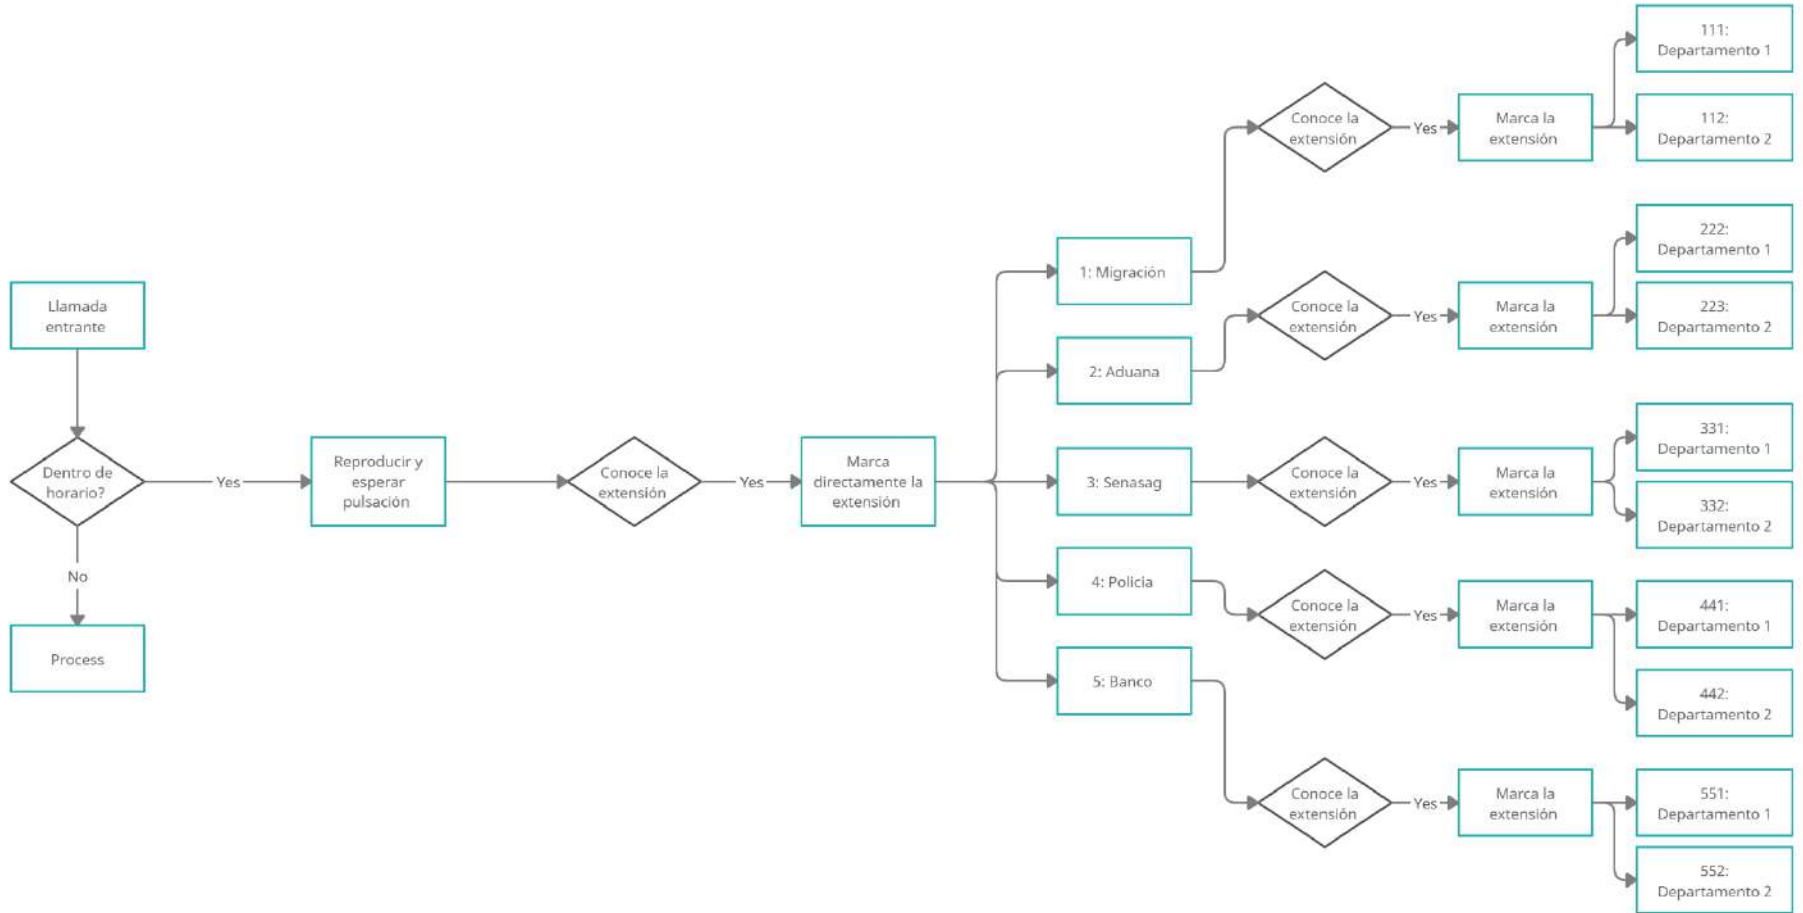 Llamada
entrante
Dentro de
horario?
Yes
No
Process
Reproducir y
esperar
pulsación
Conoce la
extensión
Yes
Marca
directamente la
extensión
1: Migración
Conoce la
extensión
Yes
Marca la
extensión
111:
Departamento 1
112:
Departamento 2
2: Aduana
Conoce la
extensión
Yes
Marca la
extensión
222:
Departamento 1
223:
Departamento 2
3: Senasag
Conoce la
extensión
Yes
Marca la
extensión
331:
Departamento 1
332:
Departamento 2
4: Policia
Conoce la
extensión
Yes
Marca la
extensión
441:
Departamento 1
442:
Departamento 2
5: Banco
Conoce la
extensión
Yes
Marca la
extensión
551:
Departamento 1
552:
Departamento 2